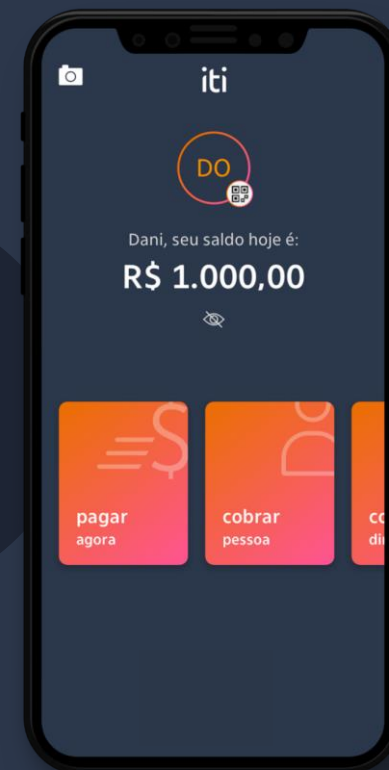 iti
DO
Dani, seu saldo hoje é:
R$ 1.000,00
pagar
agora
cobrar
pessoa